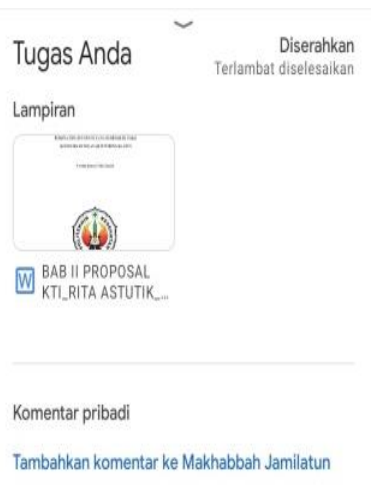 Tugas Anda
Diserahkan
Terlambat diselesaikan
Lampiran
BAB II PROPOSAL
KTI_RITA ASTUTIK_...
Komentar pribadi
Tambahkan komentar ke Makhabbah Jamilatun